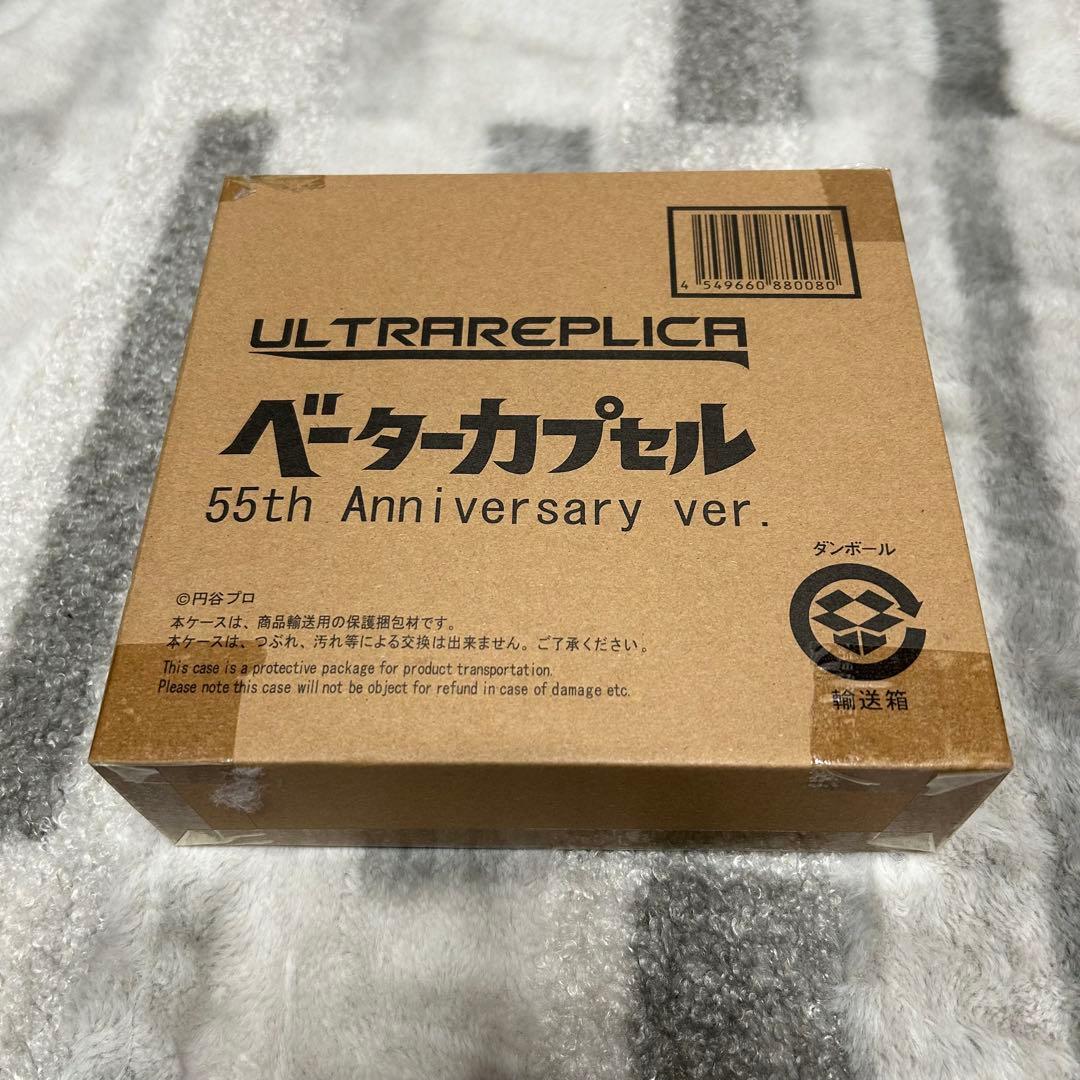 4 549660 880080
ULTRAREPLICA
ベーターカプセル
55th Anniversary ver.
ダンボール
輸送箱
©円谷プロ
本ケースは、商品輸送用の保護梱包材です。
本ケースは、つぶれ、汚れ等による交換は出来ません。ご了承ください。
This case is a protective package for product transportation.
Please note this case will not be object for refund in case of damage etc.